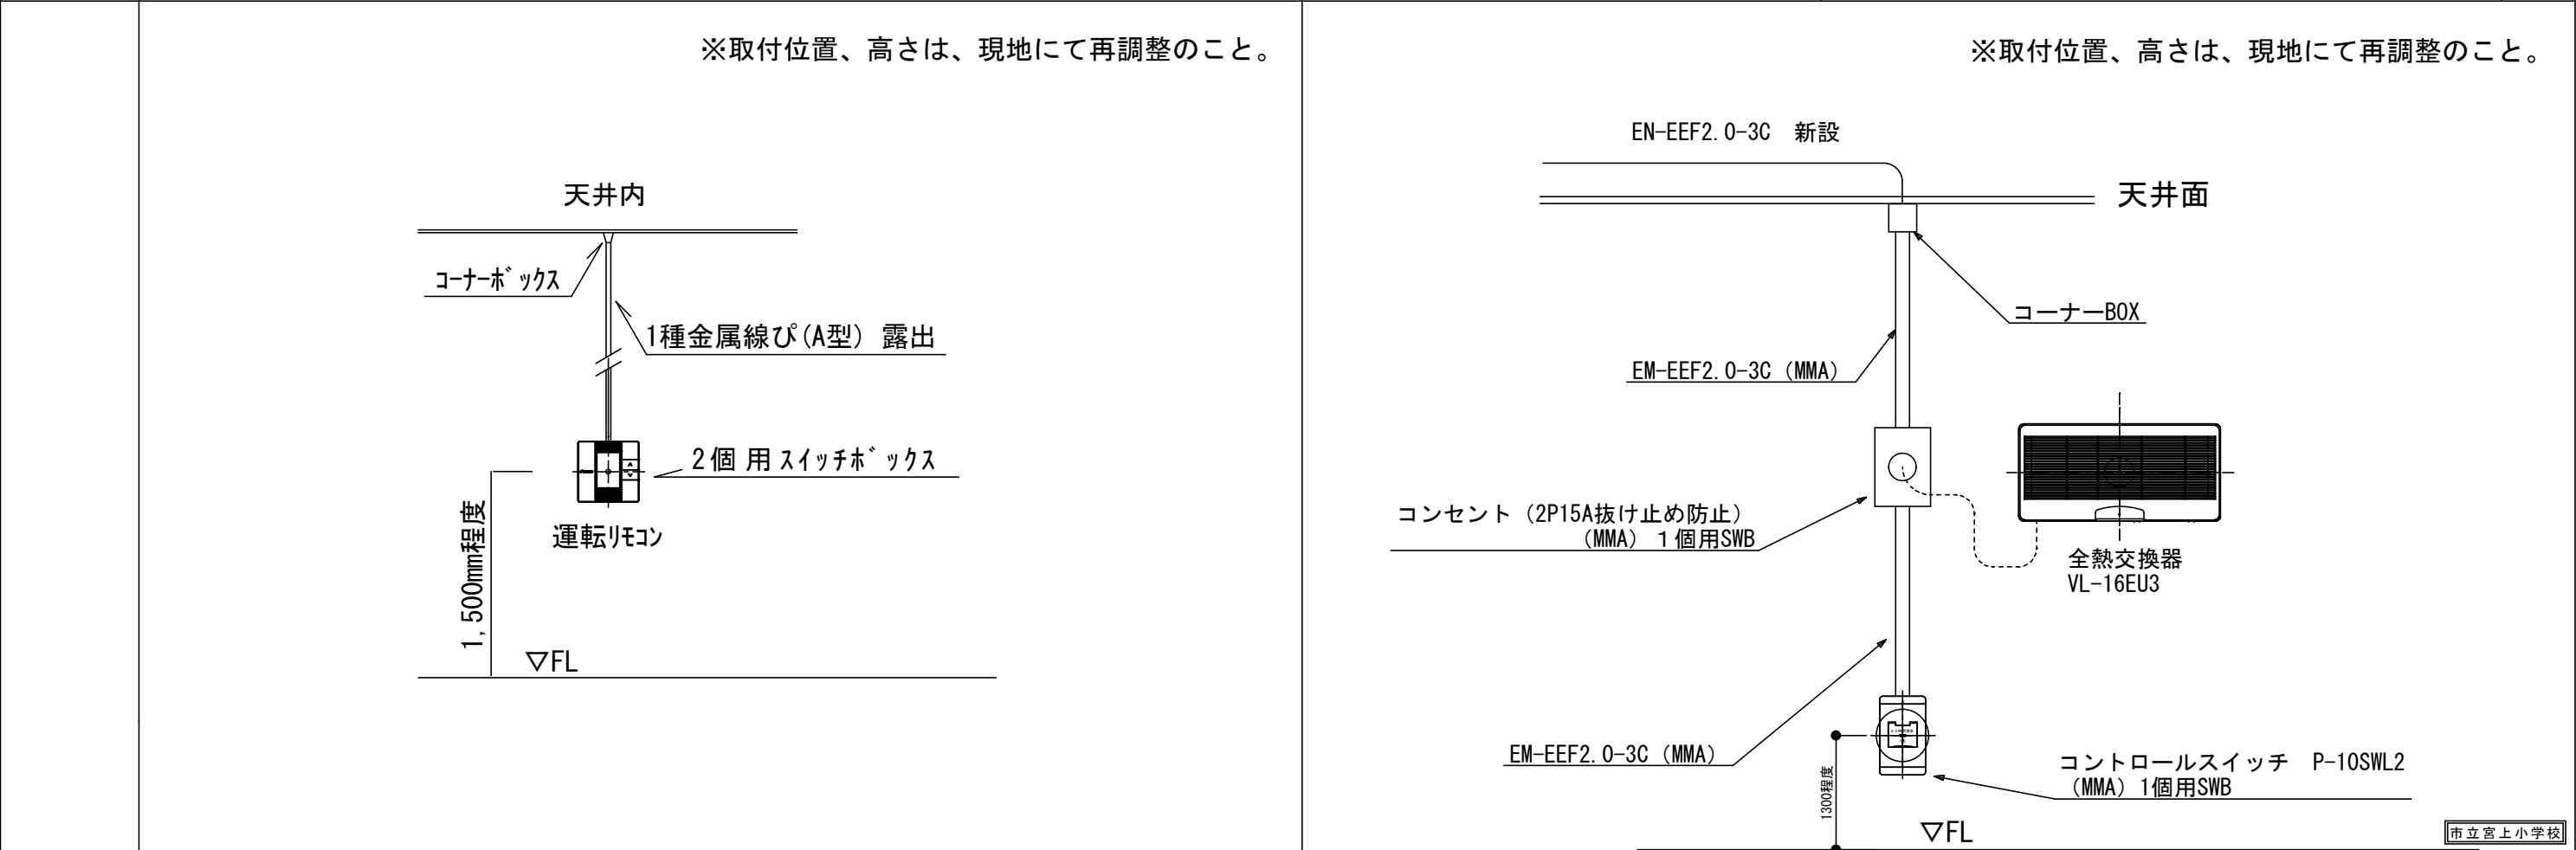 ※取付位置、高さは、現地にて再調整のこと。
天井内
コーナーボックス
1種金属線ぴ(A型) 露出
2個 用 スイッチボックス
運転リモコン
1,500mm程度
▽FL
※取付位置、高さは、現地にて再調整のこと。
EN-EEF2.0-3C 新設
天井面
コーナーBOX
EM-EEF2.0-3C (MMA)
コンセント (2P15A抜け止め防止)
(MMA) 1個用SWB
全熱交換器
VL-16EU3
EM-EEF2.0-3C (MMA)
コントロールスイッチ P-10SWL2
(MMA) 1個用SWB
1300程度
▽FL
市立宮上小学校